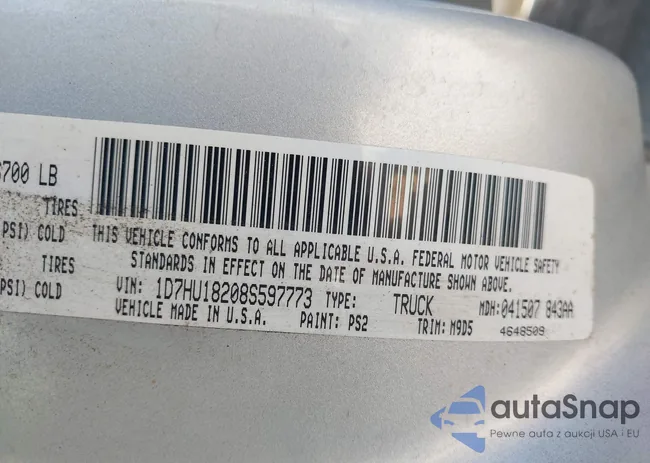 700 LB
TIRES
PSI) COLD
THIS VEHICLE CONFORMS TO ALL APPLICABLE U.S.A. FEDERAL MOTOR VEHICLE SAFETY
STANDARDS IN EFFECT ON THE DATE OF MANUFACTURE SHOWN ABOVE.
TIRES
PSI) COLD
VIN: 1D7HU18208S597773 TYPE: TRUCK MDH:041507 843AA
VEHICLE MADE IN U.S.A. PAINT: PS2 TRIM: M9D5 4648509
autaSnap
Pewne auta z aukcji USA i EU